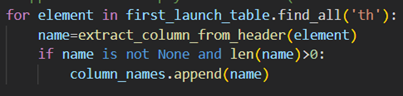 for element in first_launch_table.find_all('th'):
    name=extract_column_from_header(element)
    if name is not None and len(name)>0:
        column_names.append(name)